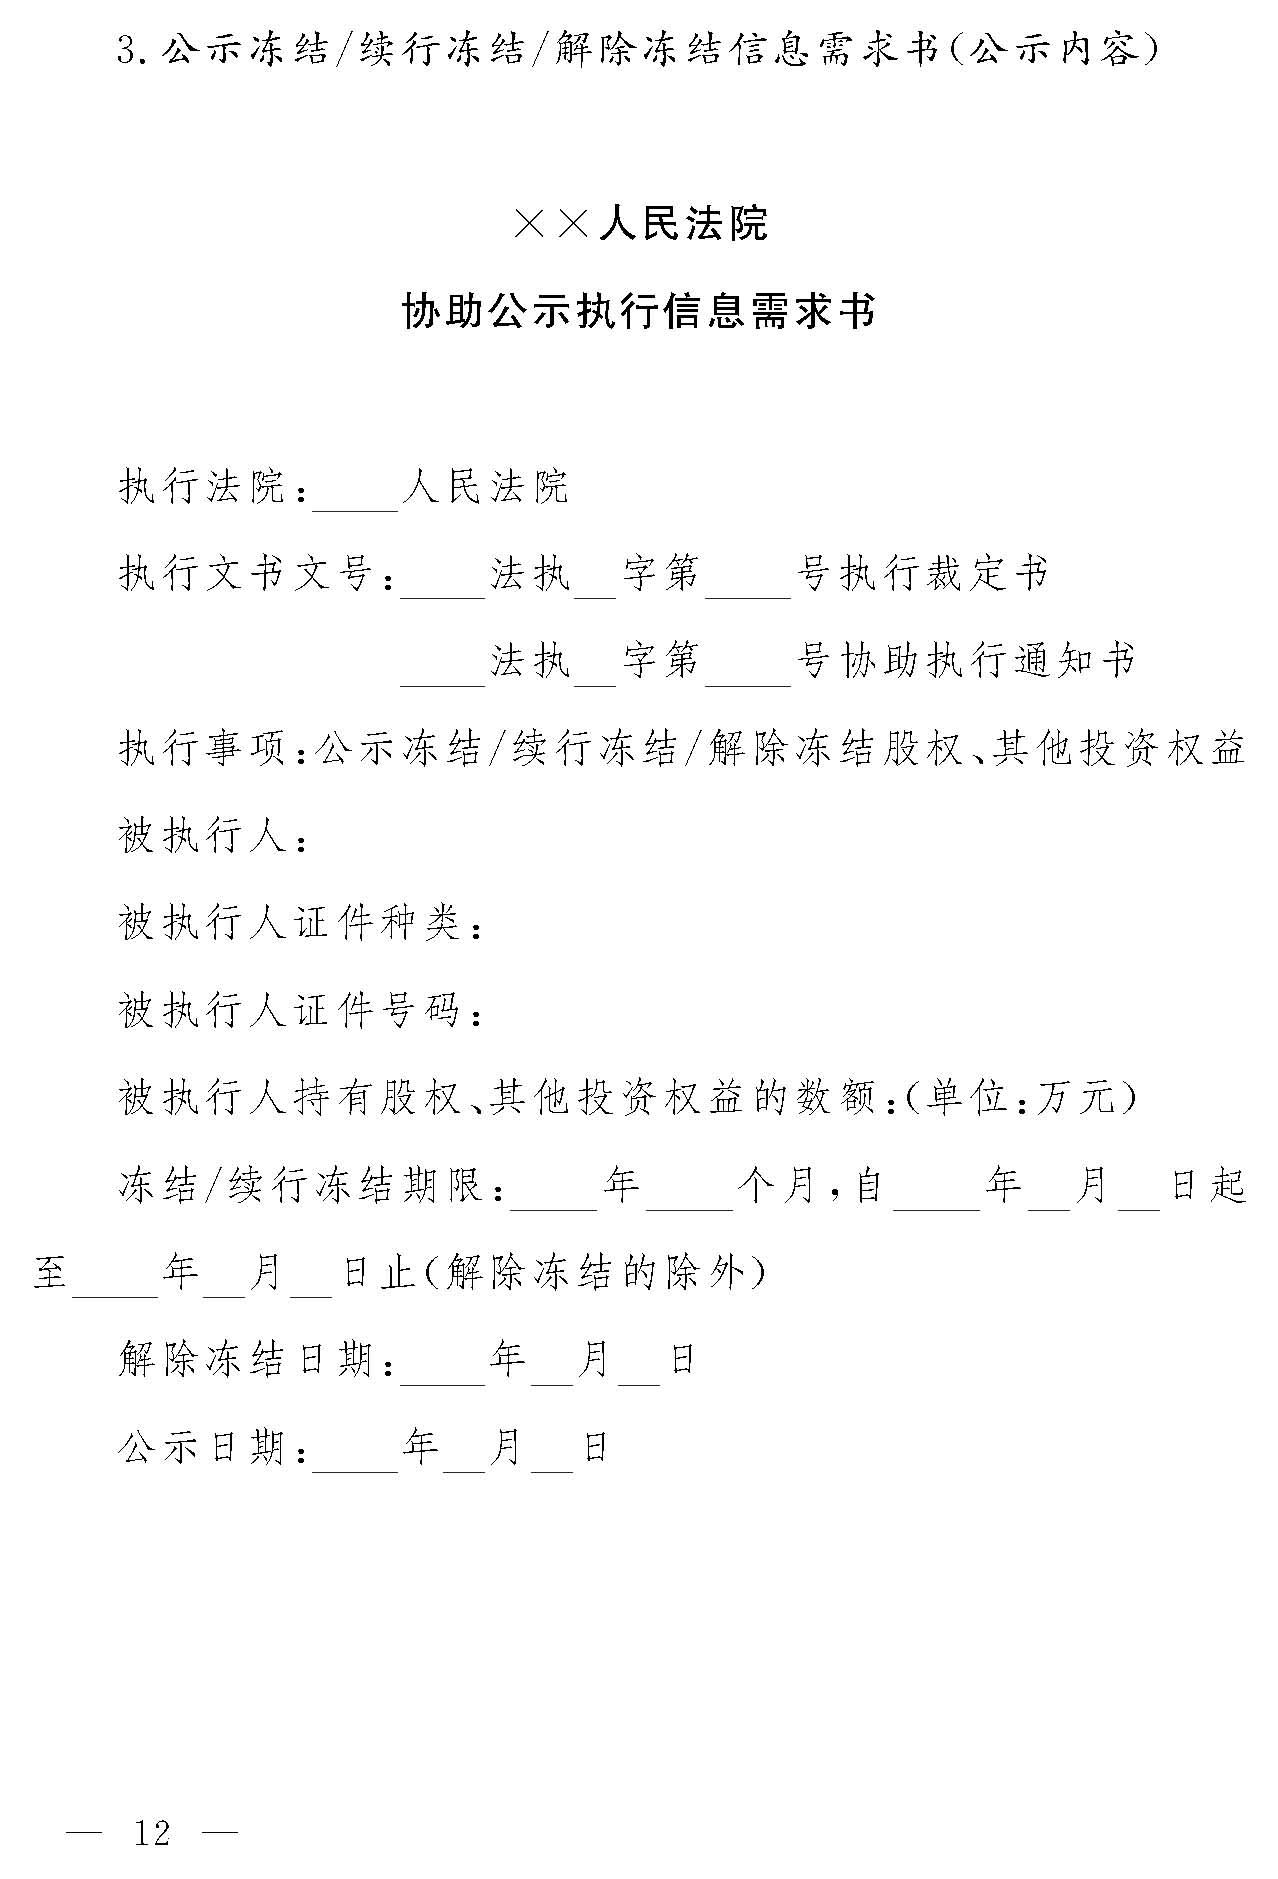 3.公示冻结/续行冻结/解除冻结信息需求书(公示内容)
××人民法院
协助公示执行信息需求书
执行法院:____人民法院
执行文书文号:____法执__字第____号执行裁定书
____法执__字第____号协助执行通知书
执行事项:公示冻结/续行冻结/解除冻结股权、其他投资权益
被执行人:
被执行人证件种类:
被执行人证件号码:
被执行人持有股权、其他投资权益的数额:(单位:万元)
冻结/续行冻结期限:____年____个月,自____年__月__日起
至____年__月__日止(解除冻结的除外)
解除冻结日期:____年__月__日
公示日期:____年__月__日
— 12 —